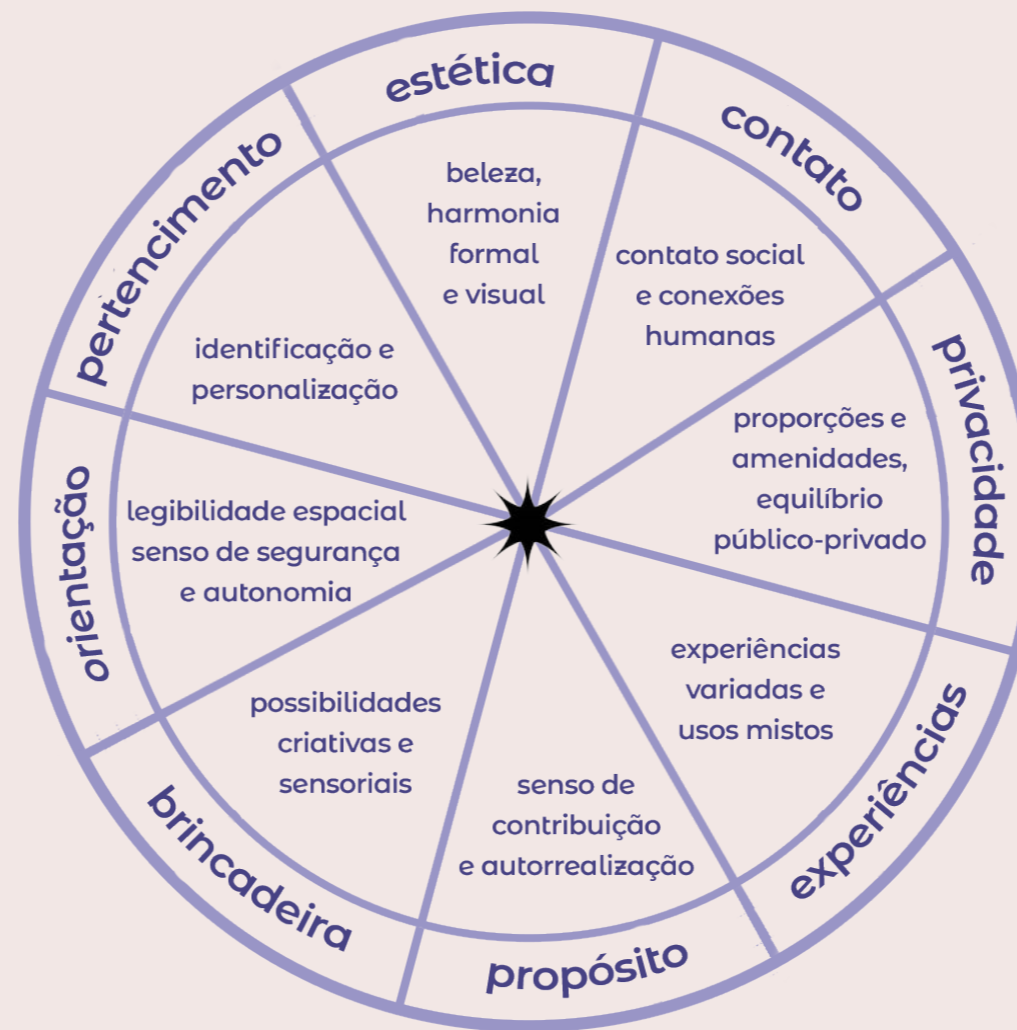 estética
beleza,
harmonia
formal
e visual
contato
contato social
e conexões
humanas
privacidade
proporções e
amenidades,
equilíbrio
público-privado
experiências
experiências
variadas e
usos mistos
propósito
senso de
contribuição
e autorrealização
brincadeira
possibilidades
criativas e
sensoriais
orientação
legibilidade espacial
senso de segurança
e autonomia
pertencimento
identificação e
personalização